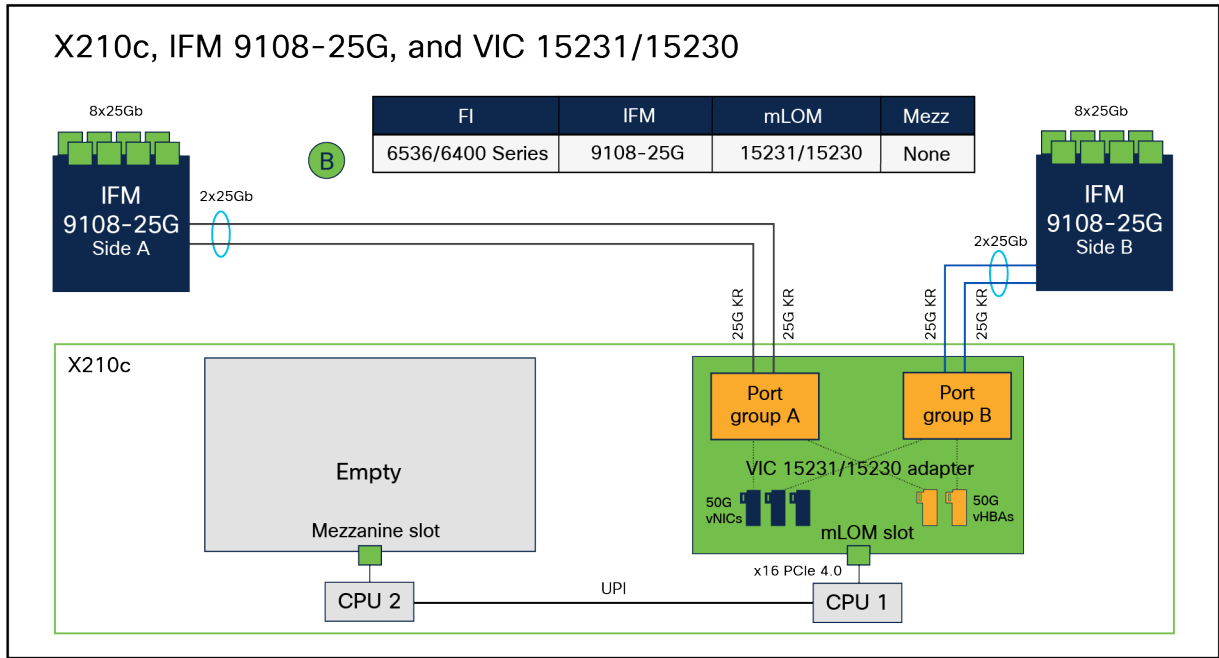 X210c, IFM 9108-25G, and VIC 15231/15230
8x25Gb
FI IFM mLOM Mezz
6536/6400 Series 9108-25G 15231/15230 None
B
8x25Gb
IFM
9108-25G
Side A
2x25Gb
IFM
9108-25G
Side B
2x25Gb
25G KR
25G KR
25G KR
25G KR
X210c
Empty
Mezzanine slot
Port
group A
Port
group B
VIC 15231/15230 adapter
50G
vNICs
50G
vHBAs
mLOM slot
x16 PCIe 4.0
CPU 2
UPI
CPU 1